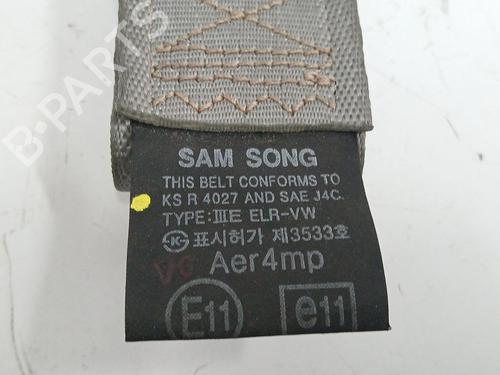 SAM SONG
THIS BELT CONFORMS TO
KS R 4027 AND SAE J4C.
TYPE:ⅢE ELR-VW
표시허가 제3533호
Aer4mp
E11 e11
B-PARTS